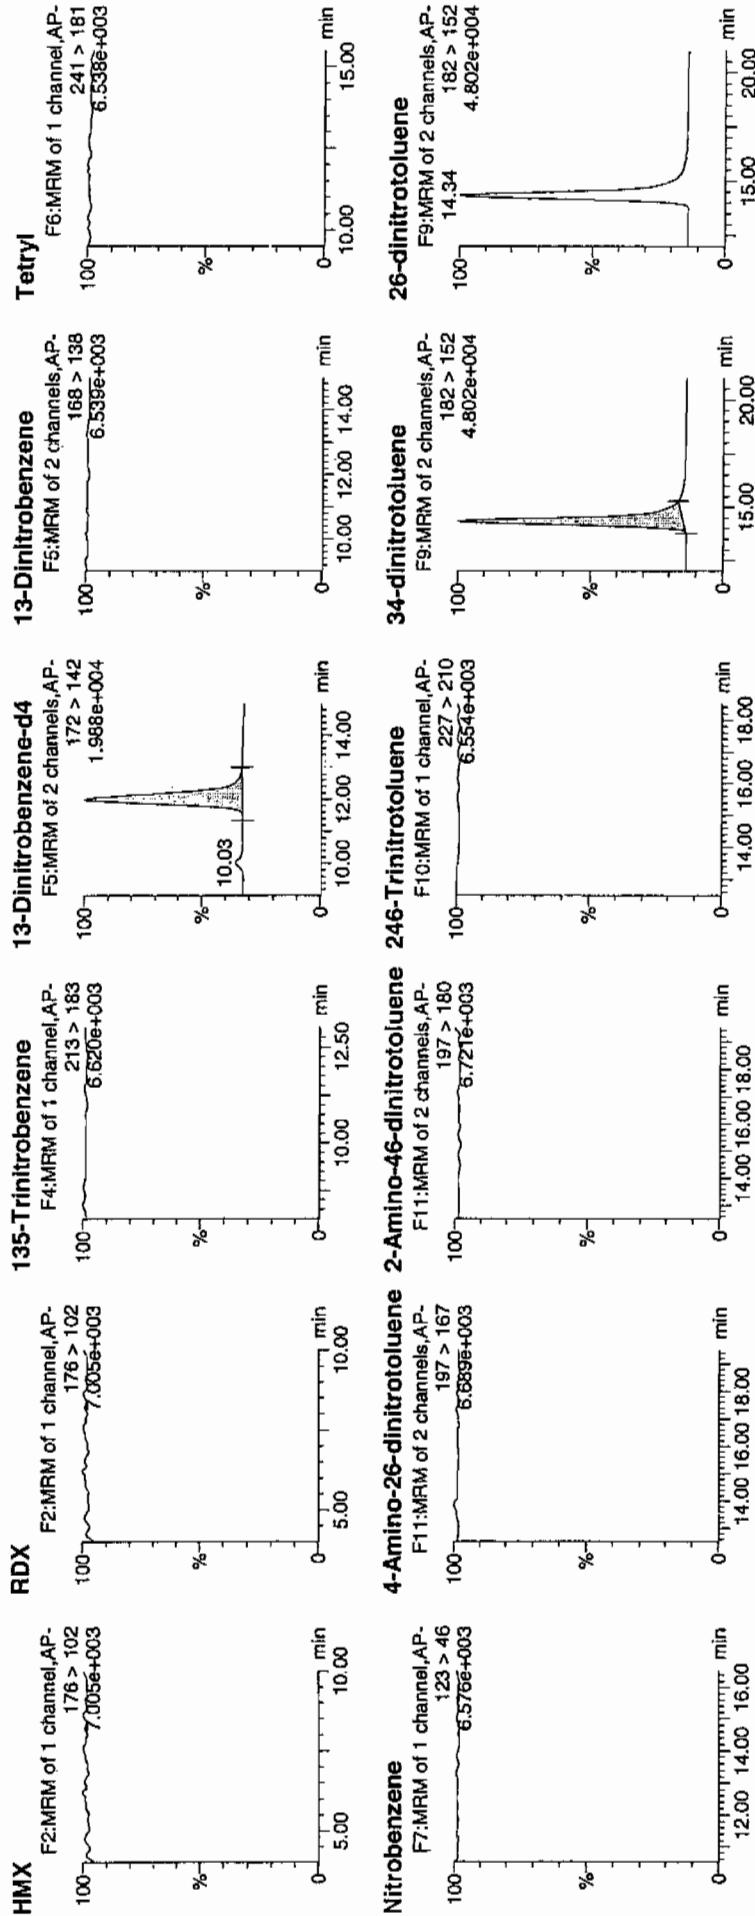 HMX
F2:MRM of 1 channel,AP-
176 > 102
7.005e+003
100
%
0
5.00
10.00
min
RDX
F2:MRM of 1 channel,AP-
176 > 102
7.005e+003
100
%
0
5.00
10.00
min
135-Trinitrobenzene
F4:MRM of 1 channel,AP-
213 > 183
6.620e+003
100
%
0
10.00
12.50
min
13-Dinitrobenzene-d4
F5:MRM of 2 channels,AP-
172 > 142
1.988e+004
100
%
10.03
0
10.00
12.00
14.00
min
13-Dinitrobenzene
F5:MRM of 2 channels,AP-
168 > 138
6.539e+003
100
%
0
10.00
12.00
14.00
min
Tetryl
F6:MRM of 1 channel,AP-
241 > 181
6.538e+003
100
%
0
10.00
15.00
min
Nitrobenzene
F7:MRM of 1 channel,AP-
123 > 46
6.576e+003
100
%
0
12.00
14.00
16.00
min
4-Amino-26-dinitrotoluene
F11:MRM of 2 channels,AP-
197 > 167
6.689e+003
100
%
0
14.00
16.00
18.00
min
2-Amino-46-dinitrotoluene
F11:MRM of 2 channels,AP-
197 > 180
6.721e+003
100
%
0
14.00
16.00
18.00
min
246-Trinitrotoluene
F10:MRM of 1 channel,AP-
227 > 210
6.554e+003
100
%
0
14.00
16.00
18.00
min
34-dinitrotoluene
F9:MRM of 2 channels,AP-
182 > 152
4.802e+004
100
%
0
15.00
20.00
min
26-dinitrotoluene
F9:MRM of 2 channels,AP-
14.34
182 > 152
4.802e+004
100
%
0
15.00
20.00
min